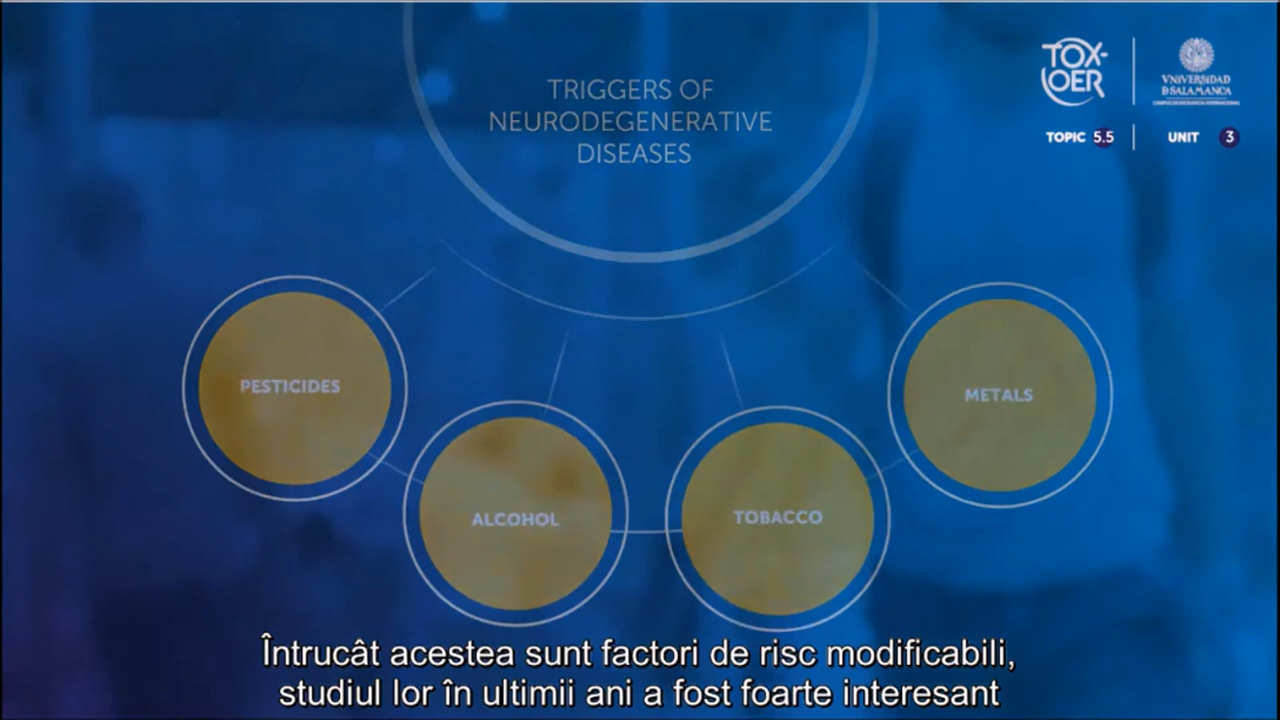 TRIGGERS OF
NEURODEGENERATIVE
DISEASES
TOX-
OER
VNIVERSIDAD
D SALAMANCA
TOPIC 5.5
UNIT 3
PESTICIDES
METALS
ALCOHOL
TOBACCO
Întrucât acestea sunt factori de risc modificabili,
studiul lor în ultimii ani a fost foarte interesant